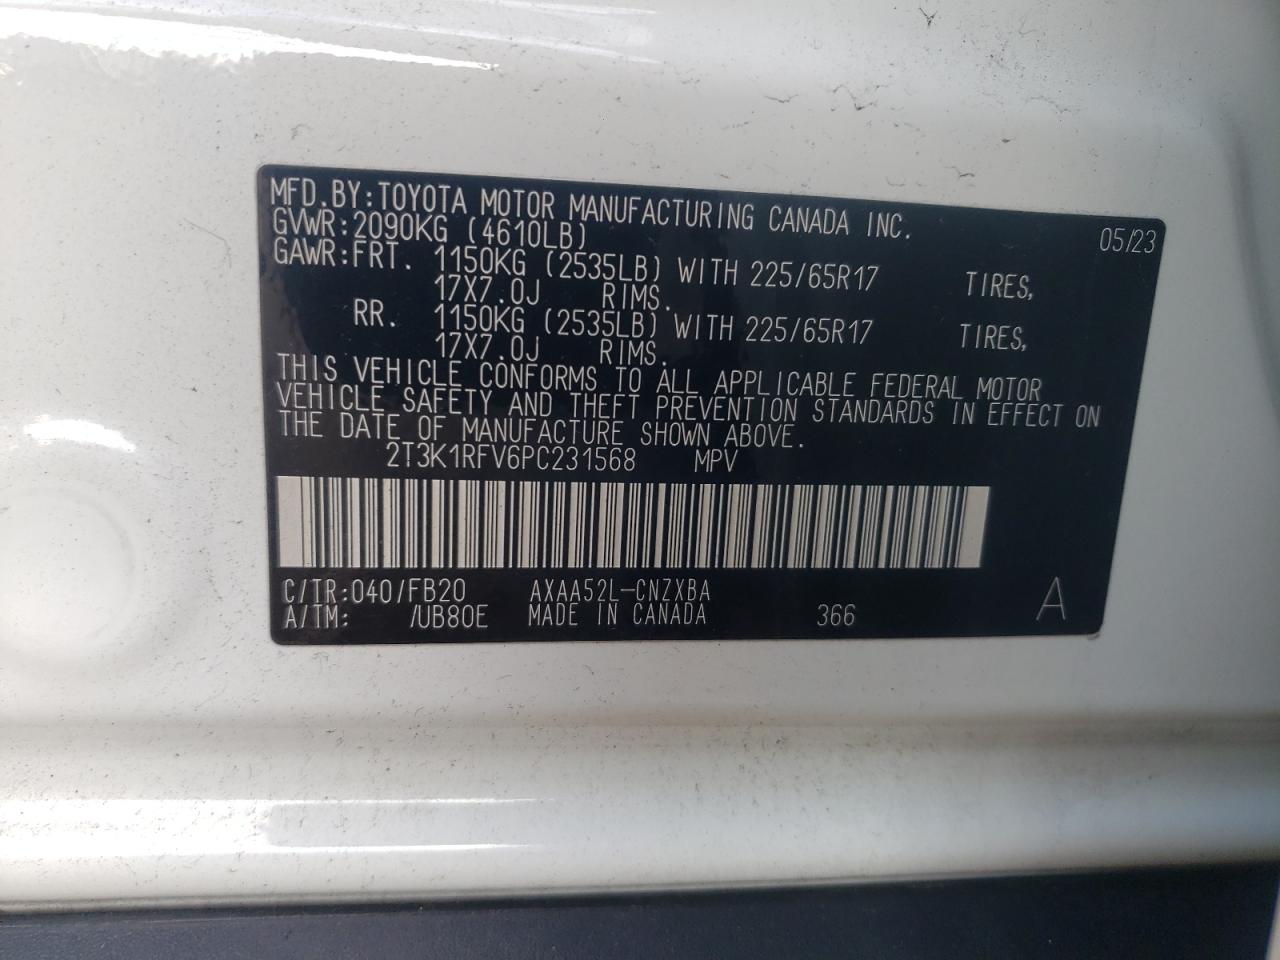 MFD.BY:TOYOTA MOTOR MANUFACTURING CANADA INC. 05/23
GVWR:2090KG (4610LB)
GAWR:FRT. 1150KG (2535LB) WITH 225/65R17 TIRES,
17X7.0J RIMS.
RR. 1150KG (2535LB) WITH 225/65R17 TIRES,
17X7.0J RIMS.
THIS VEHICLE CONFORMS TO ALL APPLICABLE FEDERAL MOTOR
VEHICLE SAFETY AND THEFT PREVENTION STANDARDS IN EFFECT ON
THE DATE OF MANUFACTURE SHOWN ABOVE.
2T3K1RFV6PC231568 MPV
C/TR:040/FB20 AXAA52L-CNZXBA
A/TM: /UB80E MADE IN CANADA 366 A